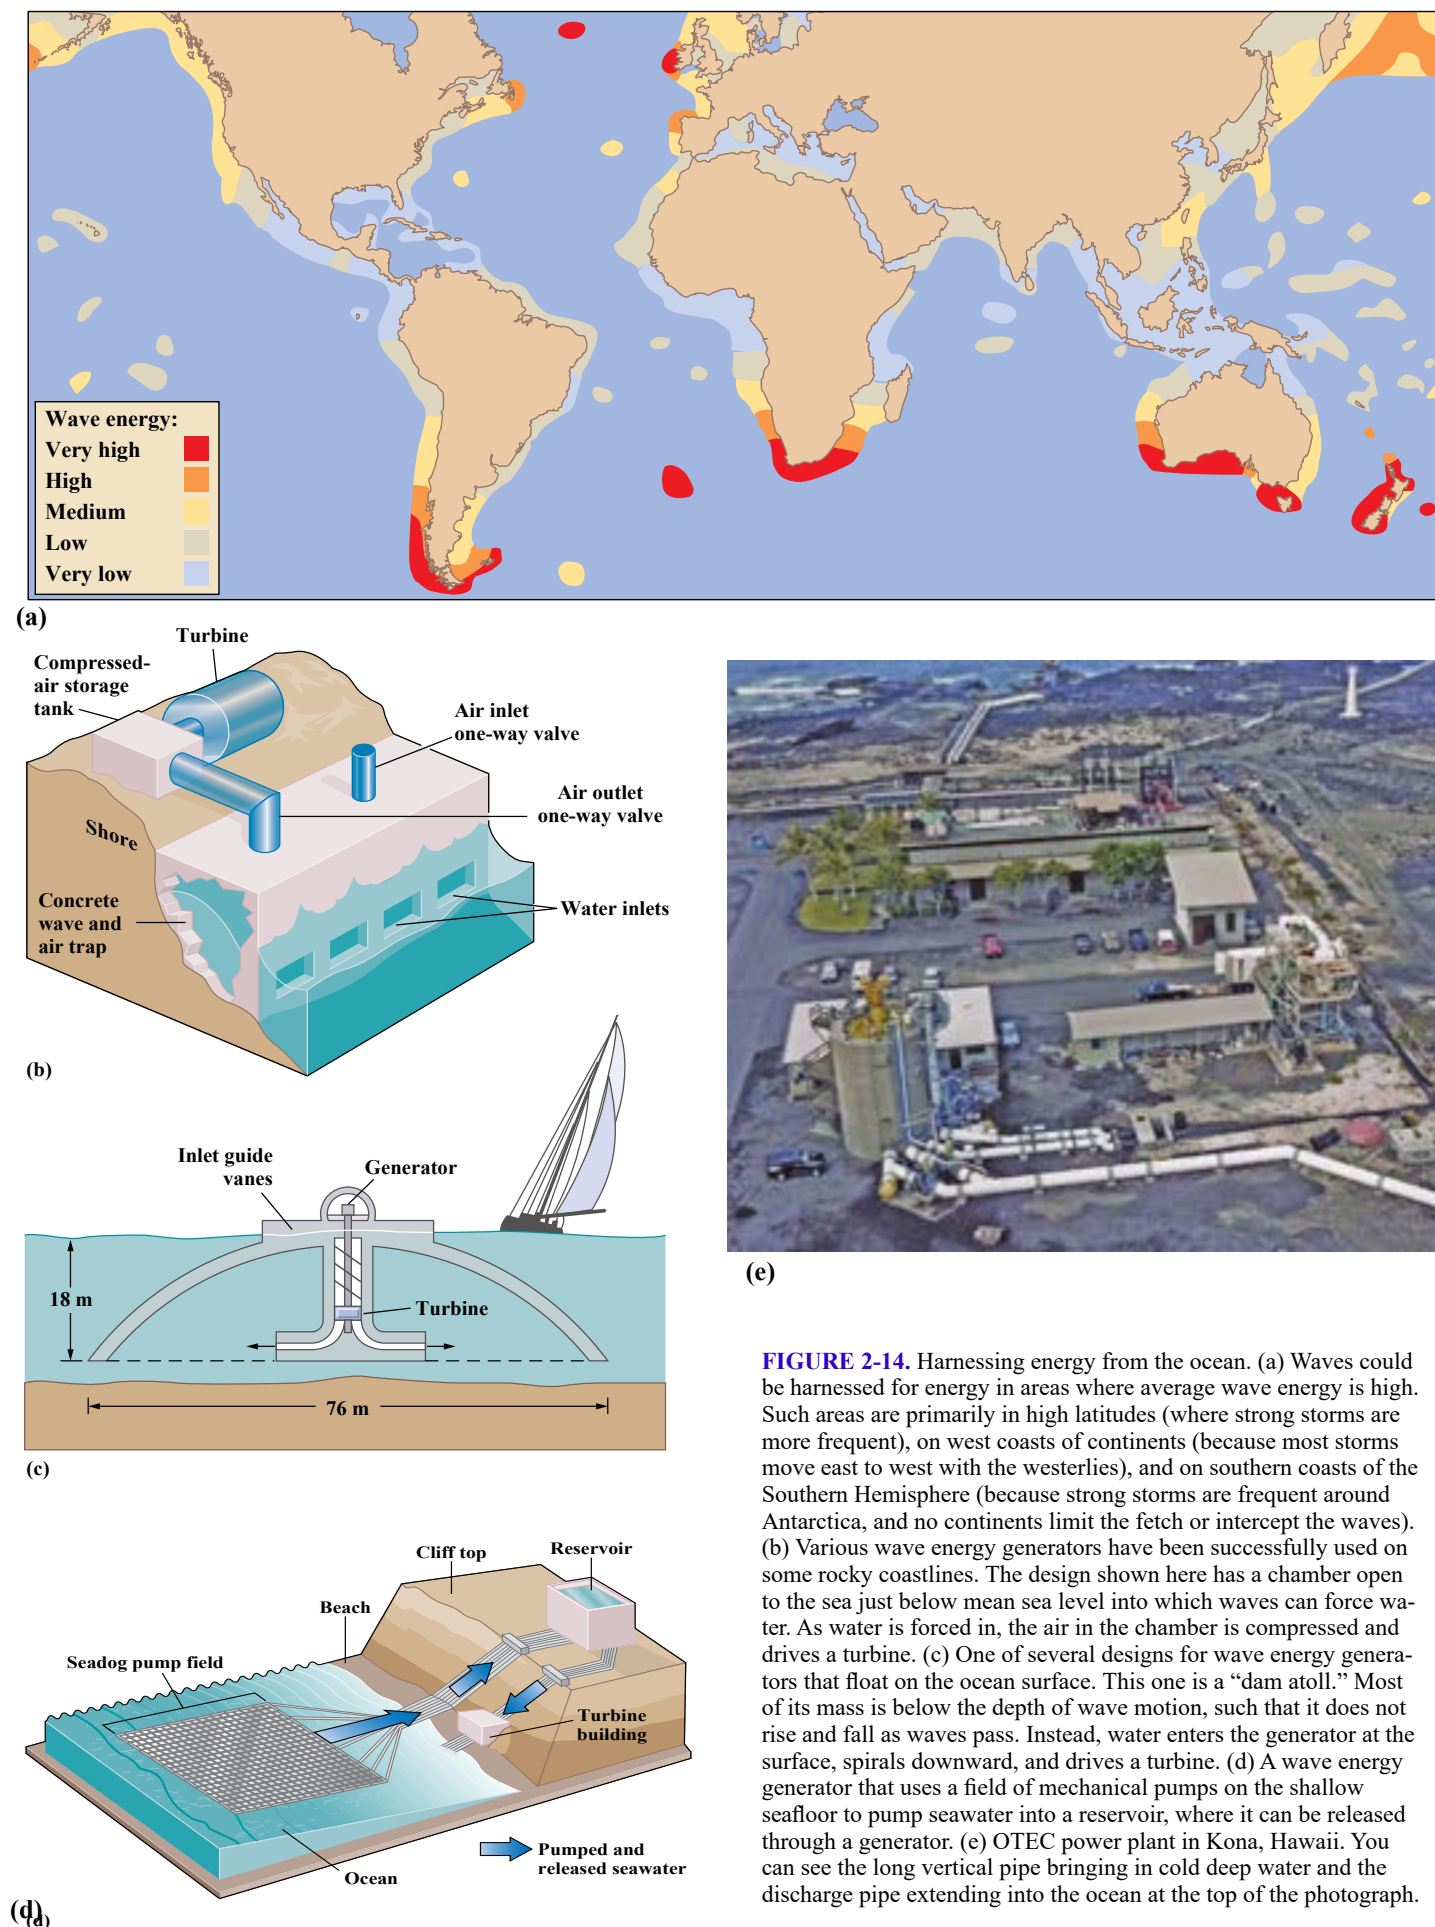 Wave energy:
Very high
High
Medium
Low
Very low
(a)
Turbine
Compressed-
air storage
tank
Air inlet
one-way valve
Air outlet
one-way valve
Shore
Concrete
wave and
air trap
Water inlets
(b)
Inlet guide
vanes
Generator
18 m
Turbine
76 m
(c)
(e)
Cliff top
Reservoir
Beach
Seadog pump field
Turbine
building
Pumped and
released seawater
Ocean
(d)
(d)
FIGURE 2-14. Harnessing energy from the ocean. (a) Waves could
be harnessed for energy in areas where average wave energy is high.
Such areas are primarily in high latitudes (where strong storms are
more frequent), on west coasts of continents (because most storms
move east to west with the westerlies), and on southern coasts of the
Southern Hemisphere (because strong storms are frequent around
Antarctica, and no continents limit the fetch or intercept the waves).
(b) Various wave energy generators have been successfully used on
some rocky coastlines. The design shown here has a chamber open
to the sea just below mean sea level into which waves can force wa-
ter. As water is forced in, the air in the chamber is compressed and
drives a turbine. (c) One of several designs for wave energy genera-
tors that float on the ocean surface. This one is a “dam atoll.” Most
of its mass is below the depth of wave motion, such that it does not
rise and fall as waves pass. Instead, water enters the generator at the
surface, spirals downward, and drives a turbine. (d) A wave energy
generator that uses a field of mechanical pumps on the shallow
seafloor to pump seawater into a reservoir, where it can be released
through a generator. (e) OTEC power plant in Kona, Hawaii. You
can see the long vertical pipe bringing in cold deep water and the
discharge pipe extending into the ocean at the top of the photograph.